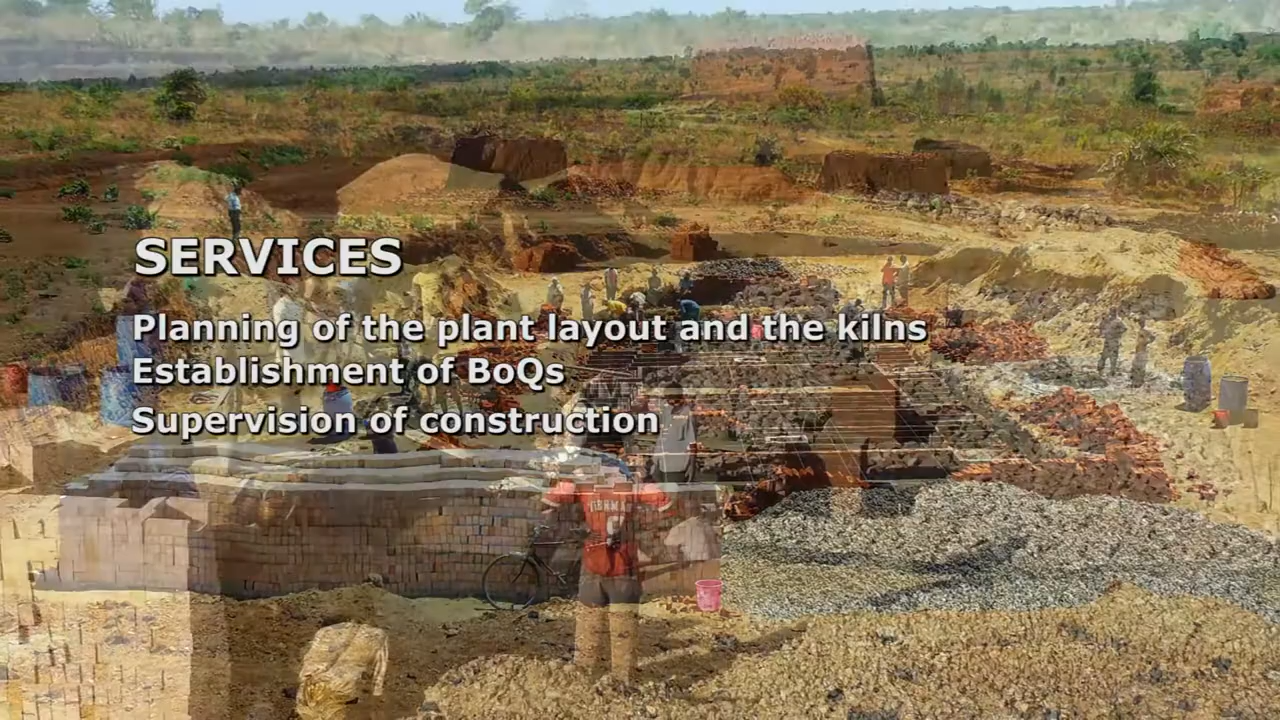 SERVICES
Planning of the plant layout and the kilns
Establishment of BoQs
Supervision of construction